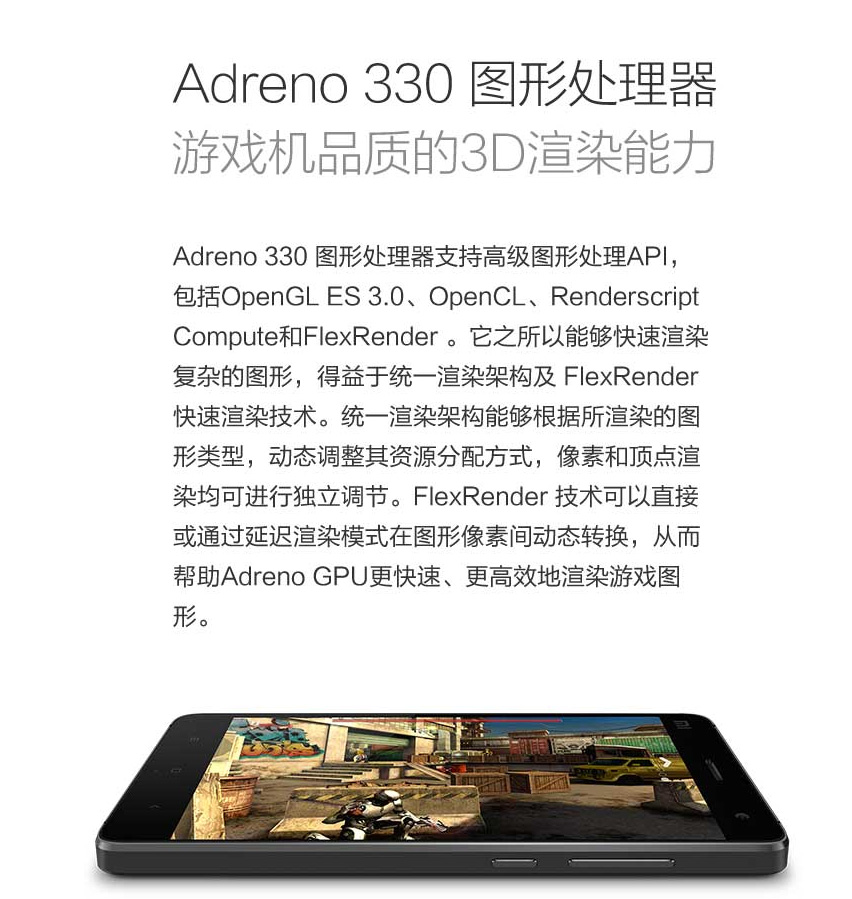 Adreno 330 图形处理器
游戏机品质的3D渲染能力
Adreno 330 图形处理器支持高级图形处理API，
包括OpenGL ES 3.0、OpenCL、Renderscript
Compute和FlexRender 。它之所以能够快速渲染
复杂的图形，得益于统一渲染架构及 FlexRender
快速渲染技术。统一渲染架构能够根据所渲染的图
形类型，动态调整其资源分配方式，像素和顶点渲
染均可进行独立调节。FlexRender 技术可以直接
或通过延迟渲染模式在图形像素间动态转换，从而
帮助Adreno GPU更快速、更高效地渲染游戏图
形。